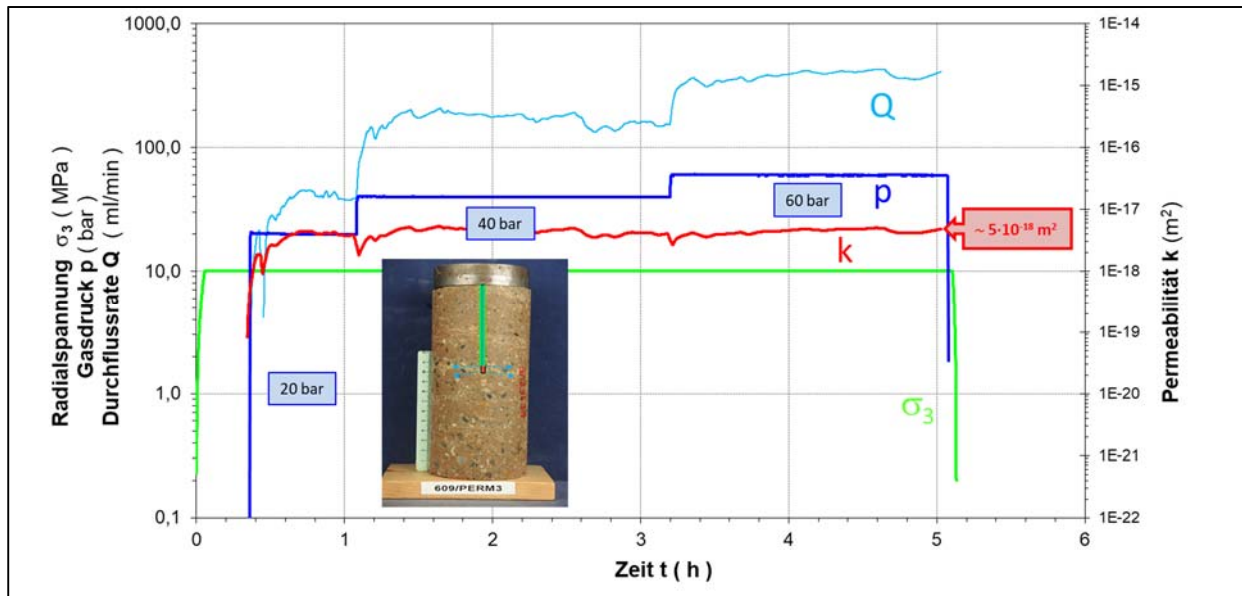 1000,0
100,0
10,0
1,0
0,1
Radialspannung σ3 ( MPa )
Gasdruck p ( bar )
Durchflussrate Q ( ml/min)
0
1
2
3
4
5
6
Zeit t ( h )
1E-14
1E-15
1E-16
1E-17
1E-18
1E-19
1E-20
1E-21
1E-22
Permeabilität k (m²)
Q
p
k
σ3
20 bar
40 bar
60 bar
~ 5·10⁻¹⁸ m²
609/PERM3